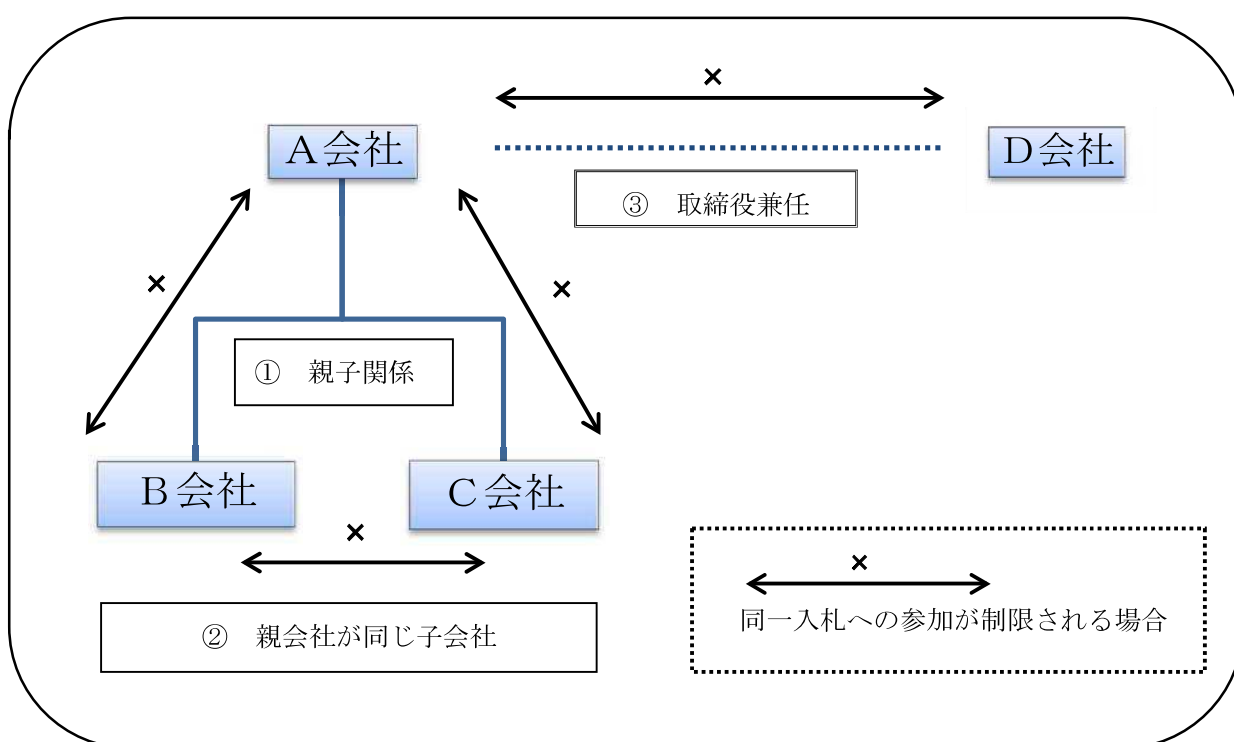 ×
A会社
D会社
③ 取締役兼任
×
×
① 親子関係
B会社
C会社
×
② 親会社が同じ子会社
×
同一入札への参加が制限される場合